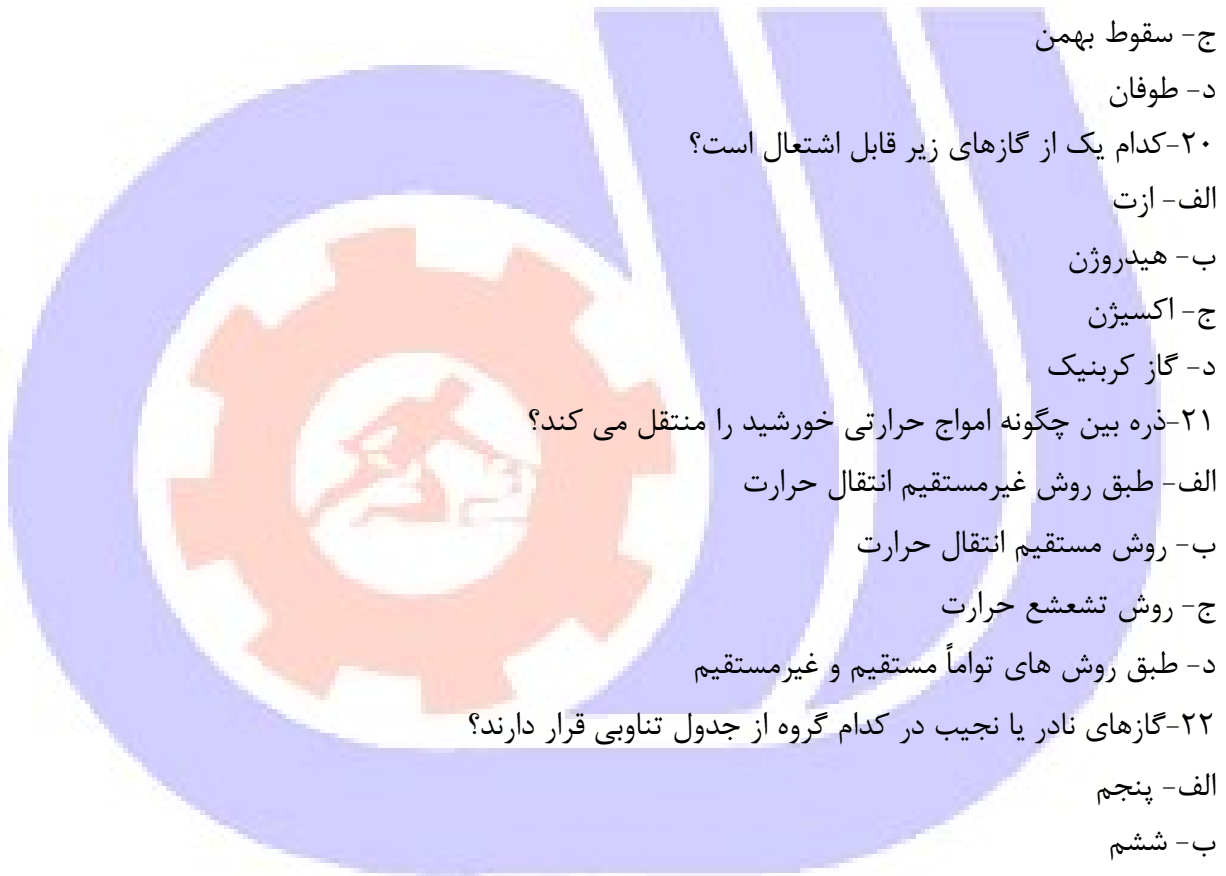 ج- سقوط بهمن
د- طوفان
۲۰-کدام یک از گازهای زیر قابل اشتعال است؟
الف- ازت
ب- هیدروژن
ج- اکسیژن
د- گاز کربنیک
۲۱-ذره بین چگونه امواج حرارتی خورشید را منتقل می کند؟
الف- طبق روش غیرمستقیم انتقال حرارت
ب- روش مستقیم انتقال حرارت
ج- روش تشعشع حرارت
د- طبق روش های تواماً مستقیم و غیرمستقیم
۲۲-گازهای نادر یا نجیب در کدام گروه از جدول تناوبی قرار دارند؟
الف- پنجم
ب- ششم